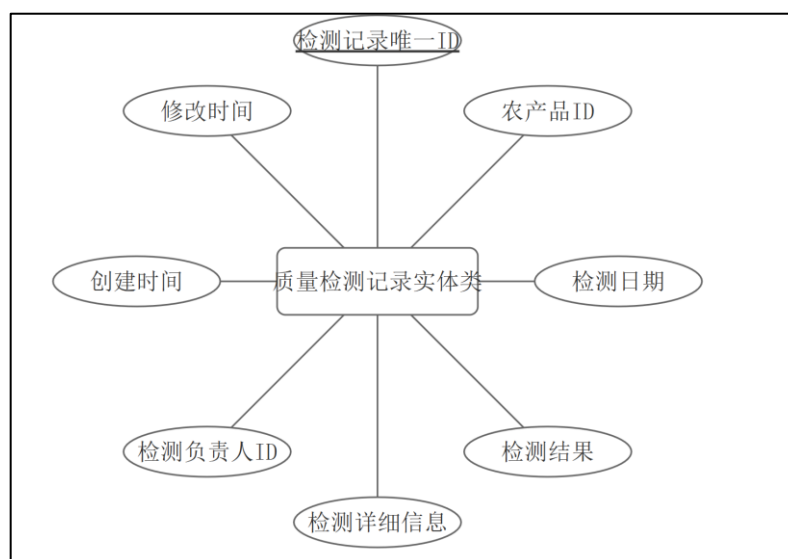 检测记录唯一ID
修改时间
农产品ID
创建时间
质量检测记录实体类
检测日期
检测负责人ID
检测结果
检测详细信息